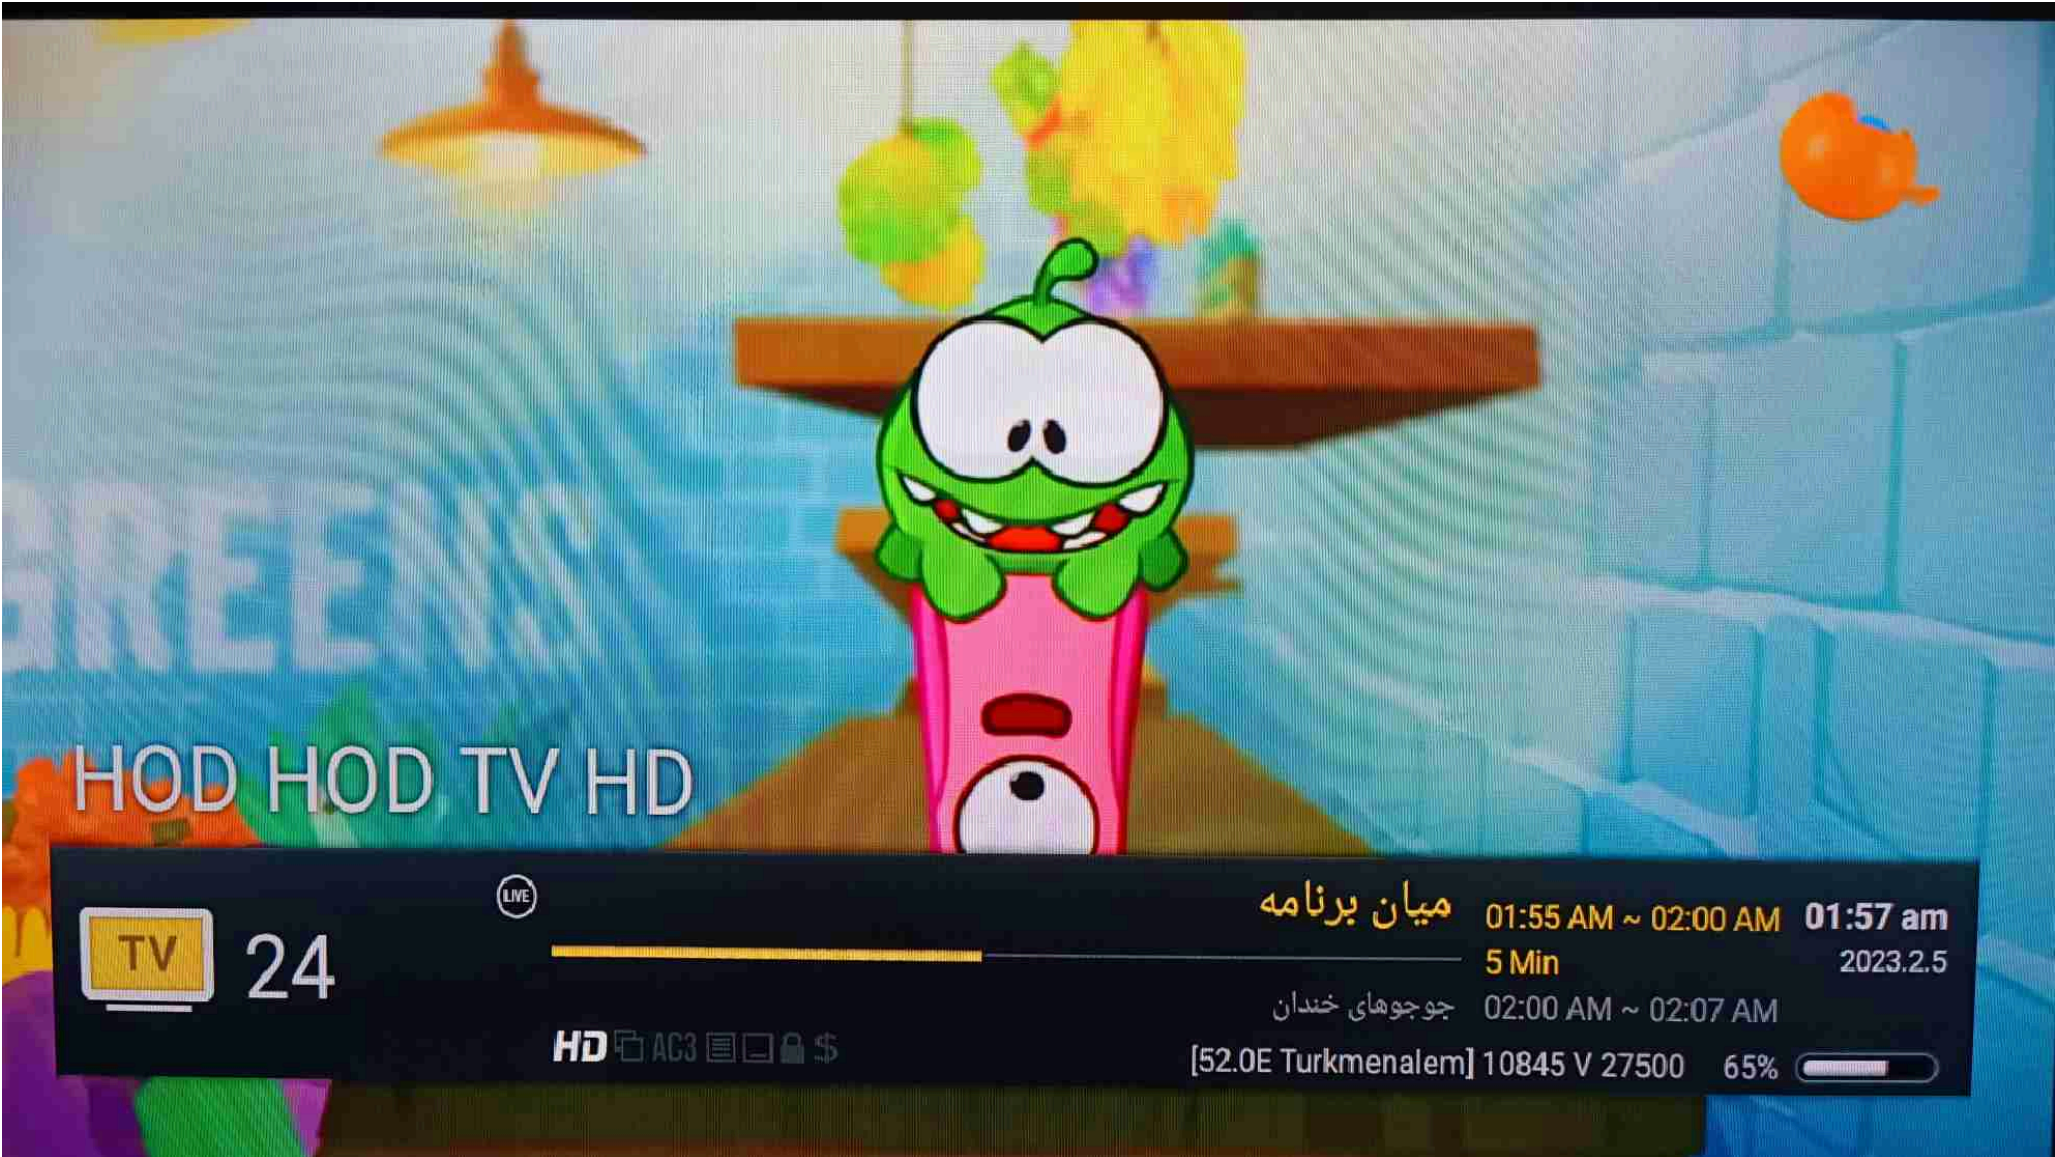 GREENS
HOD HOD TV HD
TV
24
LIVE
میان برنامه
01:55 AM ~ 02:00 AM
01:57 am
5 Min
2023.2.5
جوجوهای خندان
02:00 AM ~ 02:07 AM
HD AC3 $
[52.0E Turkmenalem] 10845 V 27500 65%